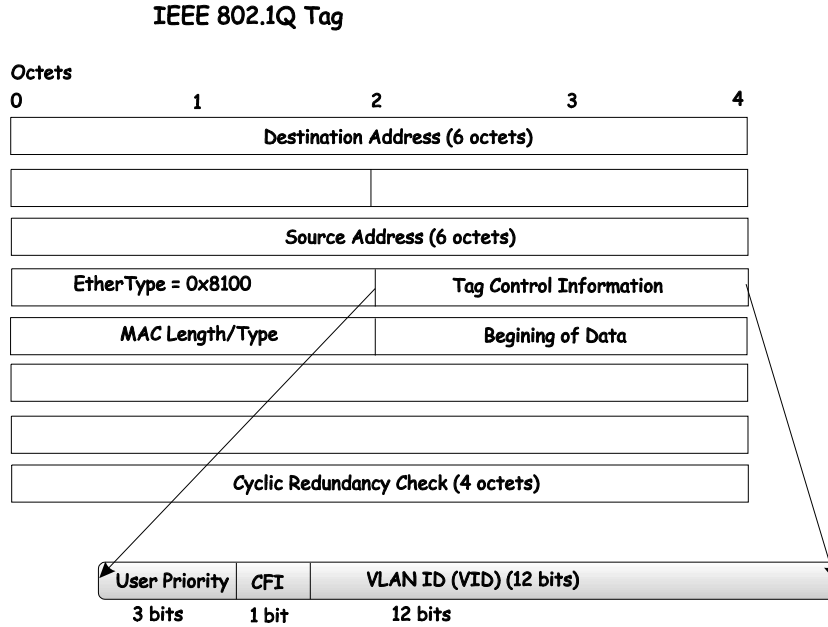 IEEE 802.1Q Tag
Octets
0 1 2 3 4
Destination Address (6 octets)
Source Address (6 octets)
EtherType = 0x8100 Tag Control Information
MAC Length/Type Begining of Data
Cyclic Redundancy Check (4 octets)
User Priority CFI VLAN ID (VID) (12 bits)
3 bits 1 bit 12 bits